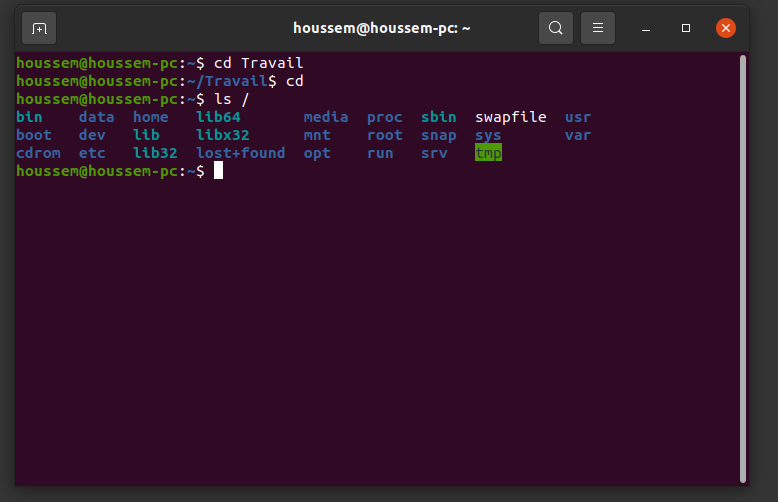 houssem@houssem-pc: ~
houssem@houssem-pc:~$ cd Travail
houssem@houssem-pc:~/Travail$ cd
houssem@houssem-pc:~$ ls /
bin    data  home   lib64       media  proc  sbin  swapfile  usr
boot   dev   lib    libx32      mnt    root  snap  sys       var
cdrom  etc   lib32  lost+found  opt    run   srv   tmp
houssem@houssem-pc:~$